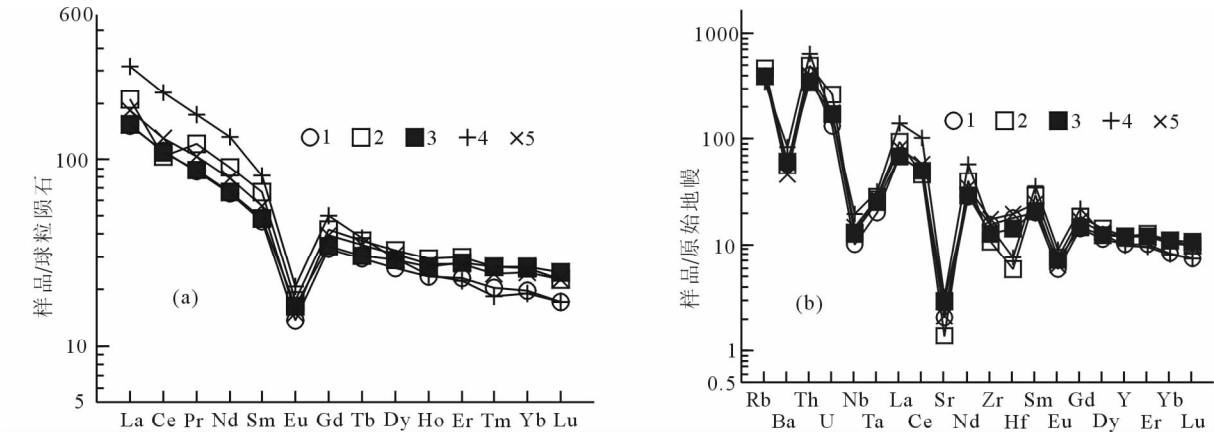 600
100
10
5
样品/球粒陨石
1 2 3 4 5
(a)
La Ce Pr Nd Sm Eu Gd Tb Dy Ho Er Tm Yb Lu
1000
100
10
1
0.5
样品/原始地幔
1 2 3 4 5
(b)
Rb Th Nb La Sr Zr Sm Gd Y Yb
Ba U Ta Ce Nd Hf Eu Dy Er Lu